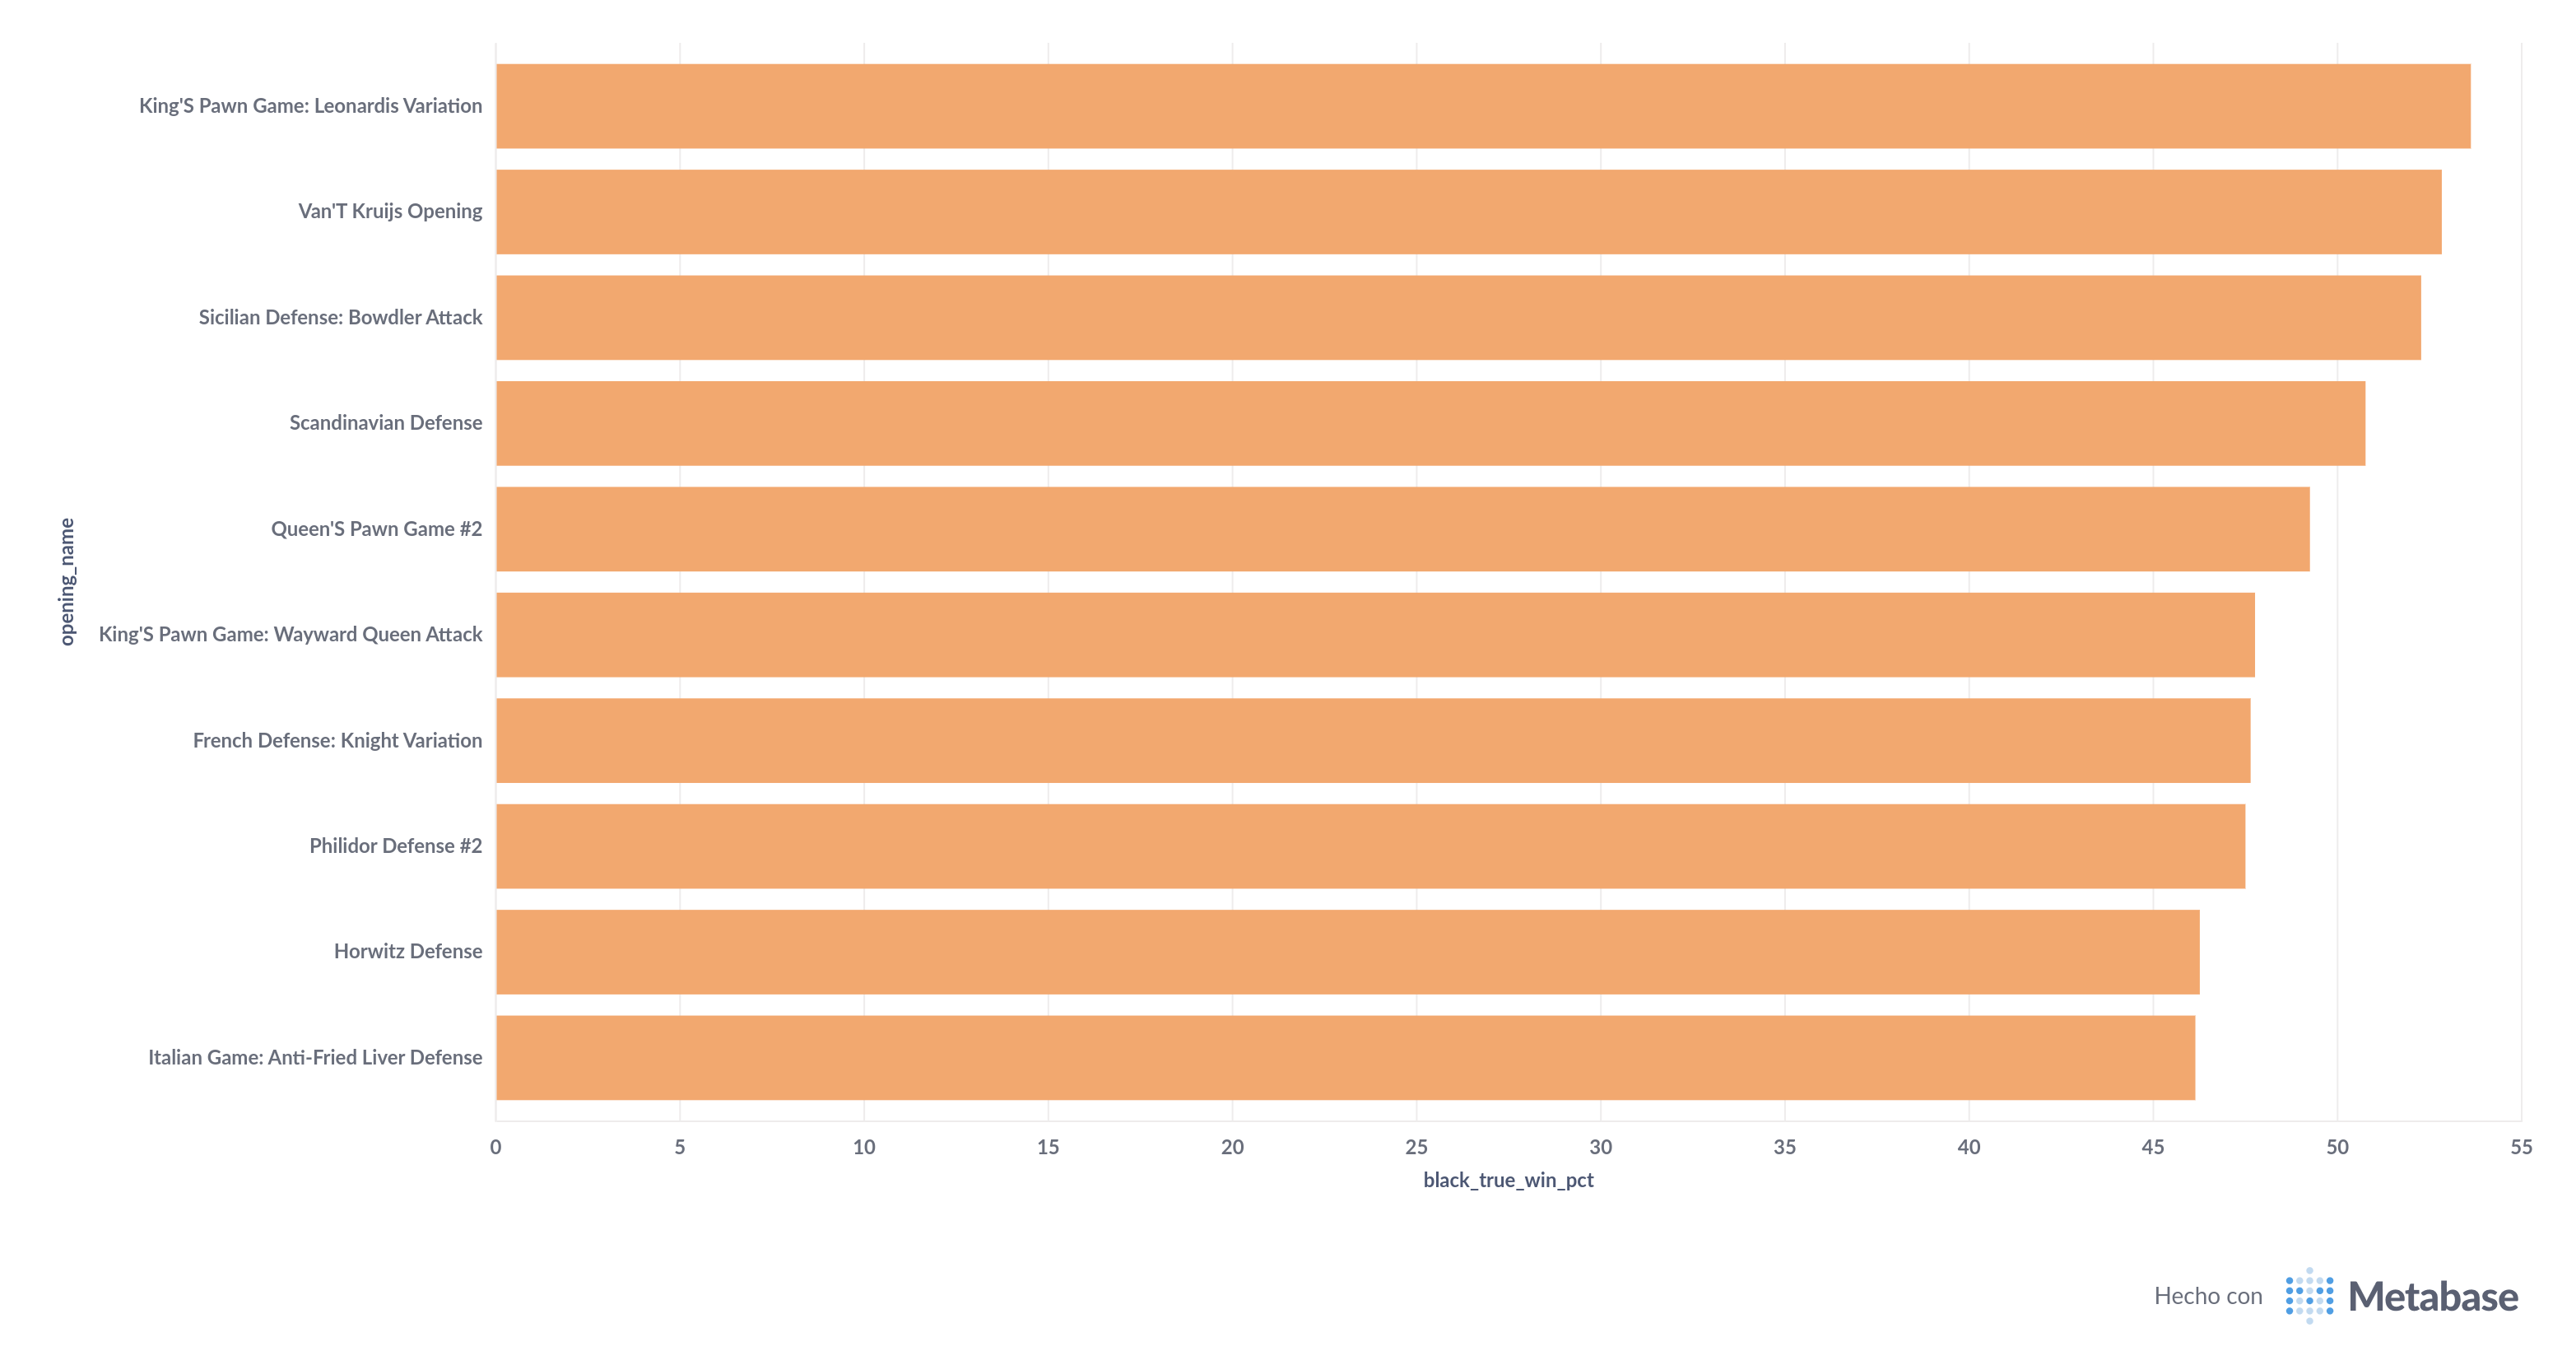 King'S Pawn Game: Leonardis Variation
Van'T Kruijs Opening
Sicilian Defense: Bowdler Attack
Scandinavian Defense
Queen'S Pawn Game #2
King'S Pawn Game: Wayward Queen Attack
French Defense: Knight Variation
Philidor Defense #2
Horwitz Defense
Italian Game: Anti-Fried Liver Defense
opening_name
0 5 10 15 20 25 30 35 40 45 50 55
black_true_win_pct
Hecho con Metabase